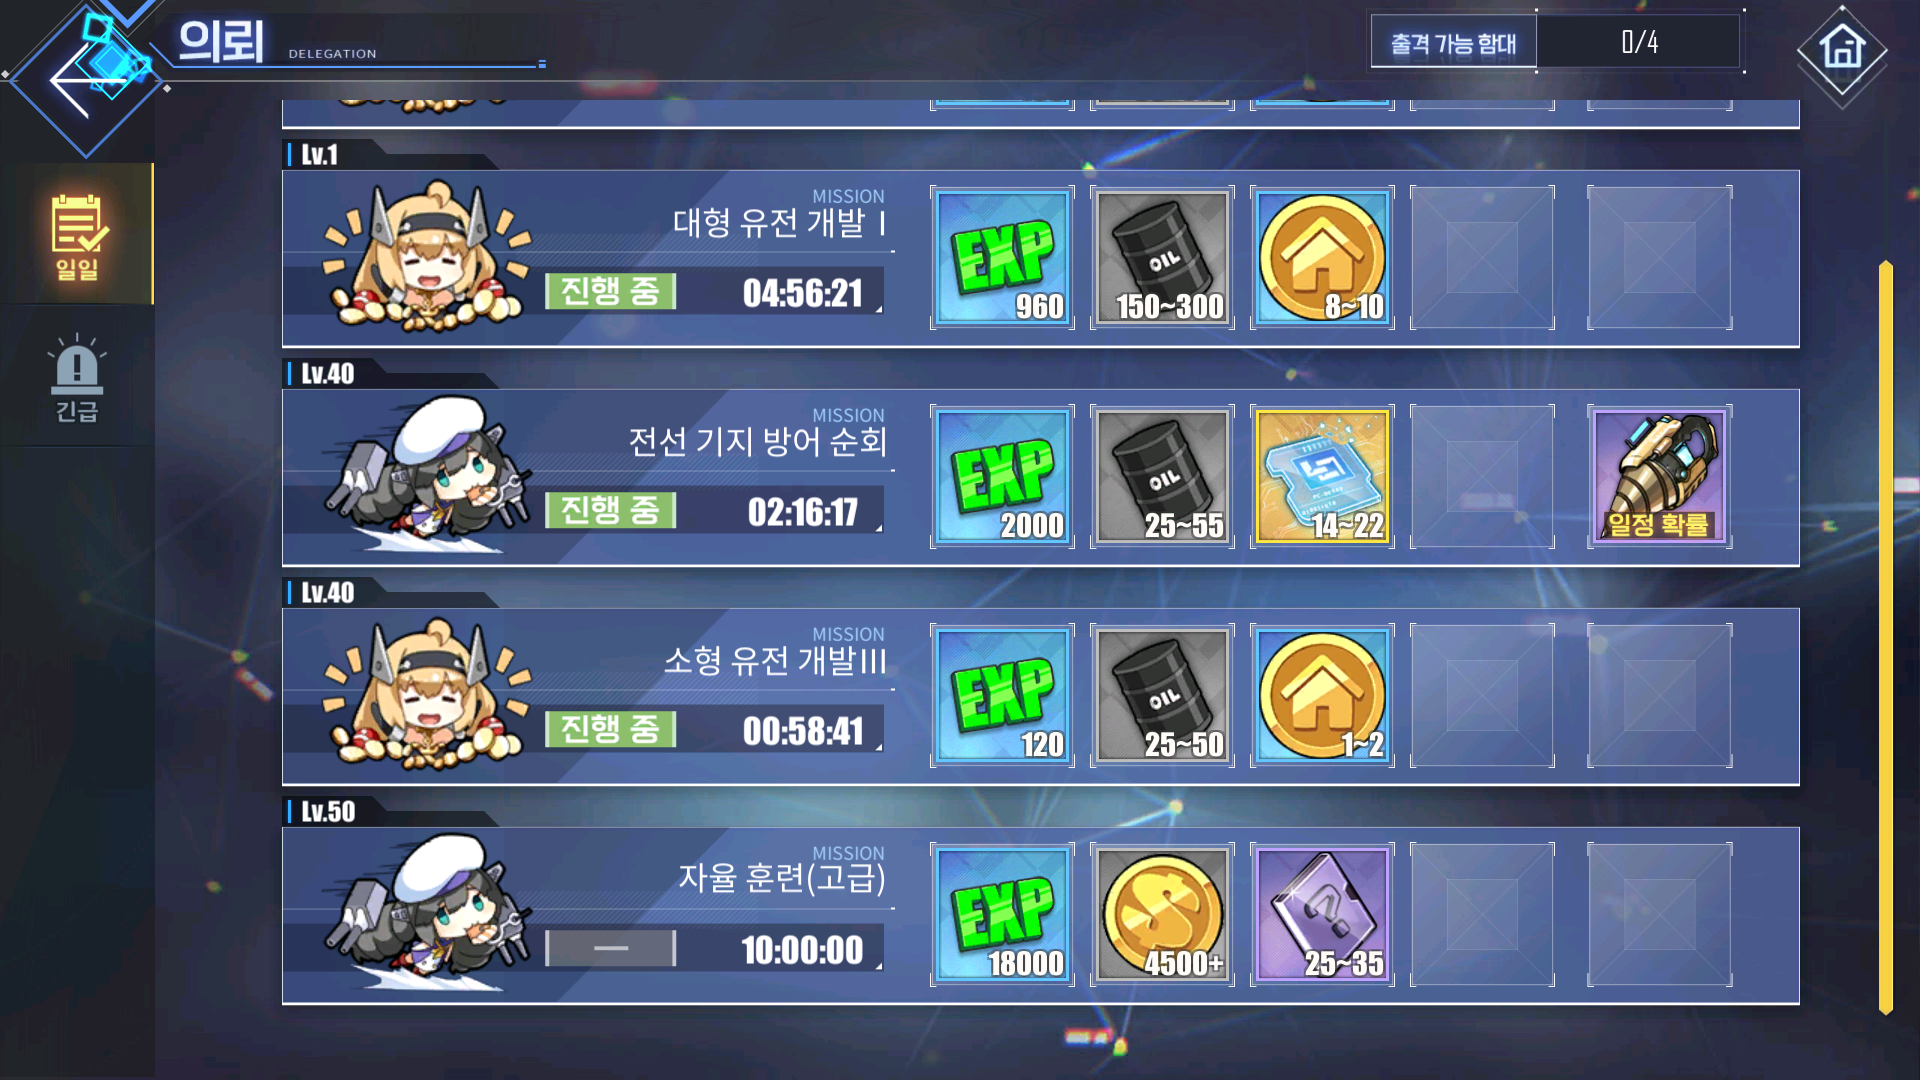 의뢰
DELEGATION
출격 가능 함대
0/4
일일
긴급
Lv.1
MISSION
대형 유전 개발 Ⅰ
진행 중
04:56:21
EXP
960
OIL
150~300
8~10
Lv.40
MISSION
전선 기지 방어 순회
진행 중
02:16:17
EXP
2000
OIL
25~55
14~22
일정 확률
Lv.40
MISSION
소형 유전 개발Ⅲ
진행 중
00:58:41
EXP
120
OIL
25~50
1~2
Lv.50
MISSION
자율 훈련(고급)
—
10:00:00
EXP
18000
4500+
25~35